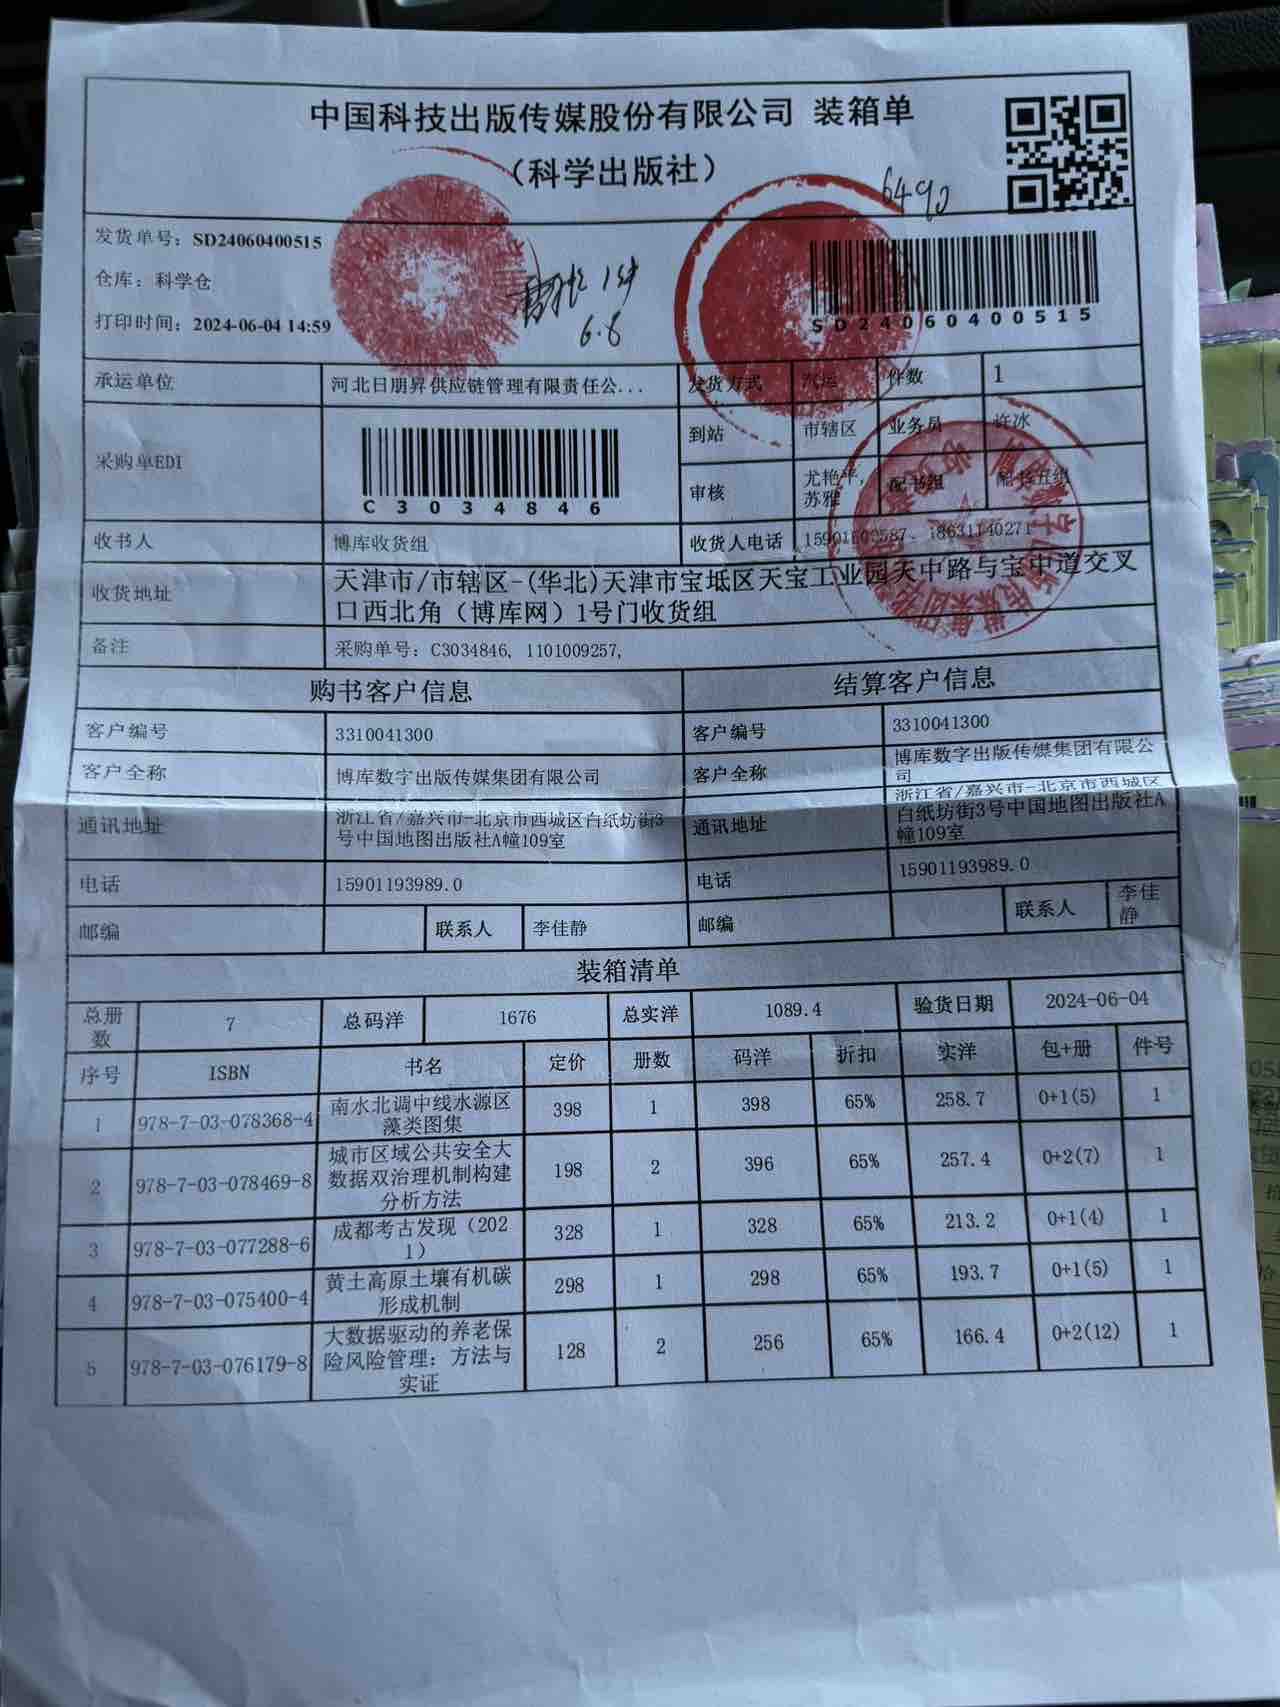 中国科技出版传媒股份有限公司 装箱单
（科学出版社）
6490
发货单号：SD24060400515
仓库：科学仓
打印时间：2024-06-04 14:59
1件
6.8
SD24060400515
承运单位 河北日朋昇供应链管理有限责任公... 发货方式 汽运 件数 1
采购单EDI C3034846
到站 市辖区 业务员 许冰
审核 尤艳平, 苏雅 配书组 配书五组
收书人 博库收货组 收货人电话
收货地址 天津市/市辖区-(华北)天津市宝坻区天宝工业园天中路与宝中道交叉
口西北角（博库网）1号门收货组
备注 采购单号：C3034846, 1101009257,
购书客户信息 结算客户信息
客户编号 3310041300 客户编号 3310041300
客户全称 博库数字出版传媒集团有限公司 客户全称 博库数字出版传媒集团有限公
司
通讯地址 浙江省/嘉兴市-北京市西城区白纸坊街3
号中国地图出版社A幢109室
通讯地址 浙江省/嘉兴市-北京市西城区
白纸坊街3号中国地图出版社A
幢109室
电话 15901193989.0 电话 15901193989.0
邮编 联系人 李佳静 邮编 联系人 李佳
静
装箱清单
总册
数 7 总码洋 1676 总实洋 1089.4 验货日期 2024-06-04
序号 ISBN 书名 定价 册数 码洋 折扣 实洋 包+册 件号
1 978-7-03-078368-4 南水北调中线水源区
藻类图集 398 1 398 65% 258.7 0+1(5) 1
2 978-7-03-078469-8 城市区域公共安全大
数据双治理机制构建
分析方法 198 2 396 65% 257.4 0+2(7) 1
3 978-7-03-077288-6 成都考古发现（202
1） 328 1 328 65% 213.2 0+1(4) 1
4 978-7-03-075400-4 黄土高原土壤有机碳
形成机制 298 1 298 65% 193.7 0+1(5) 1
5 978-7-03-076179-8 大数据驱动的养老保
险风险管理：方法与
实证 128 2 256 65% 166.4 0+2(12) 1